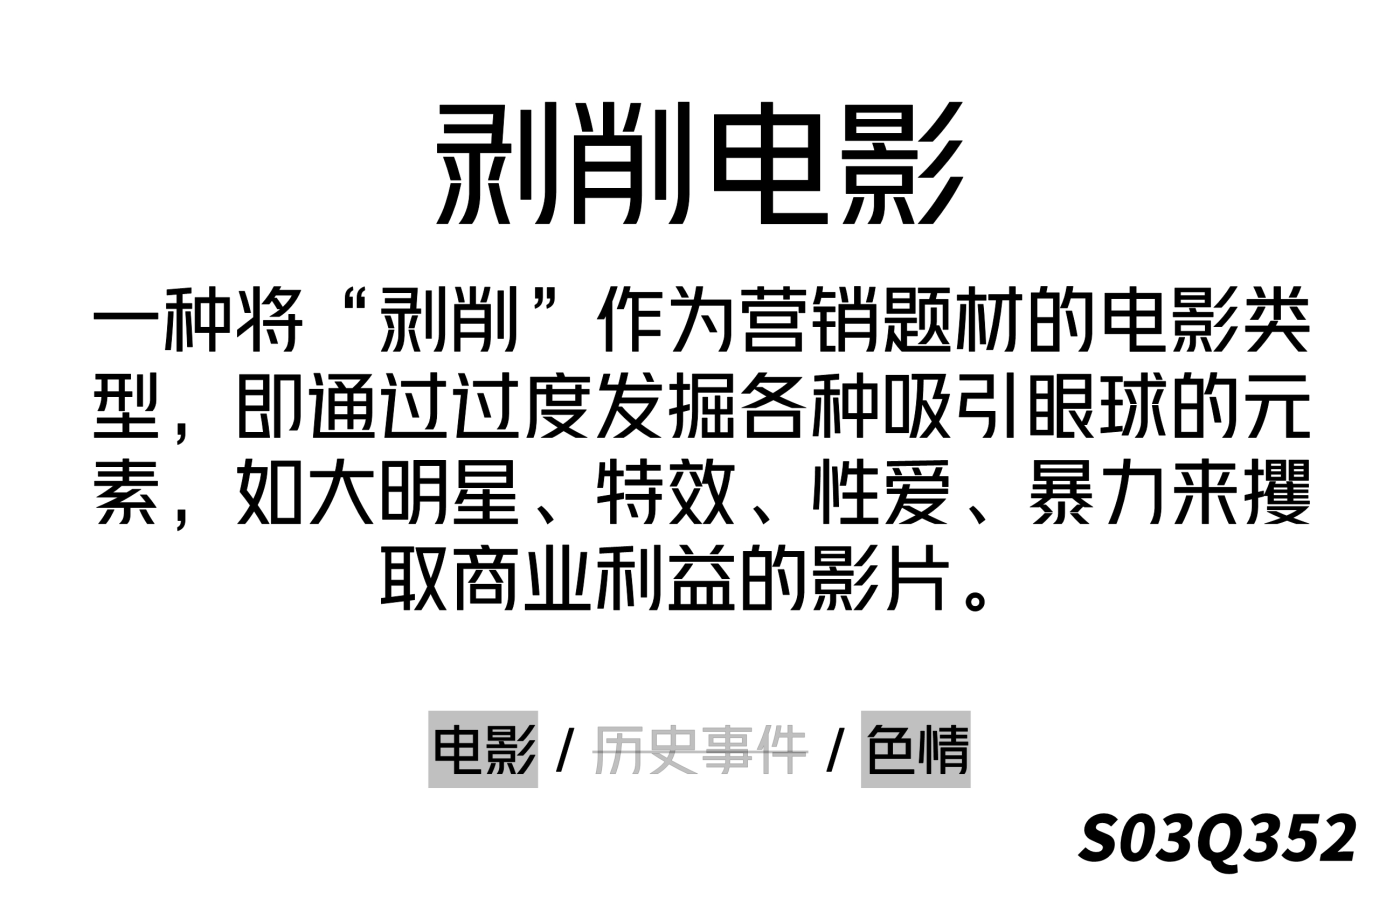 剥削电影
一种将“剥削”作为营销题材的电影类
型，即通过过度发掘各种吸引眼球的元
素，如大明星、特效、性爱、暴力来攫
取商业利益的影片。
电影 / 历史事件 / 色情
S03Q352